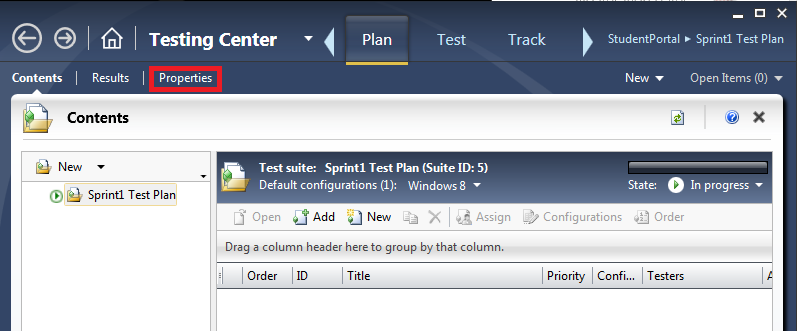 Testing Center
Plan
Test
Track
StudentPortal ▸ Sprint1 Test Plan
Contents
Results
Properties
New
Open Items (0)
Contents
New
Sprint1 Test Plan
Test suite: Sprint1 Test Plan (Suite ID: 5)
Default configurations (1): Windows 8
State: In progress
Open
Add
New
Assign
Configurations
Order
Drag a column header here to group by that column.
Order
ID
Title
Priority
Confi...
Testers
A